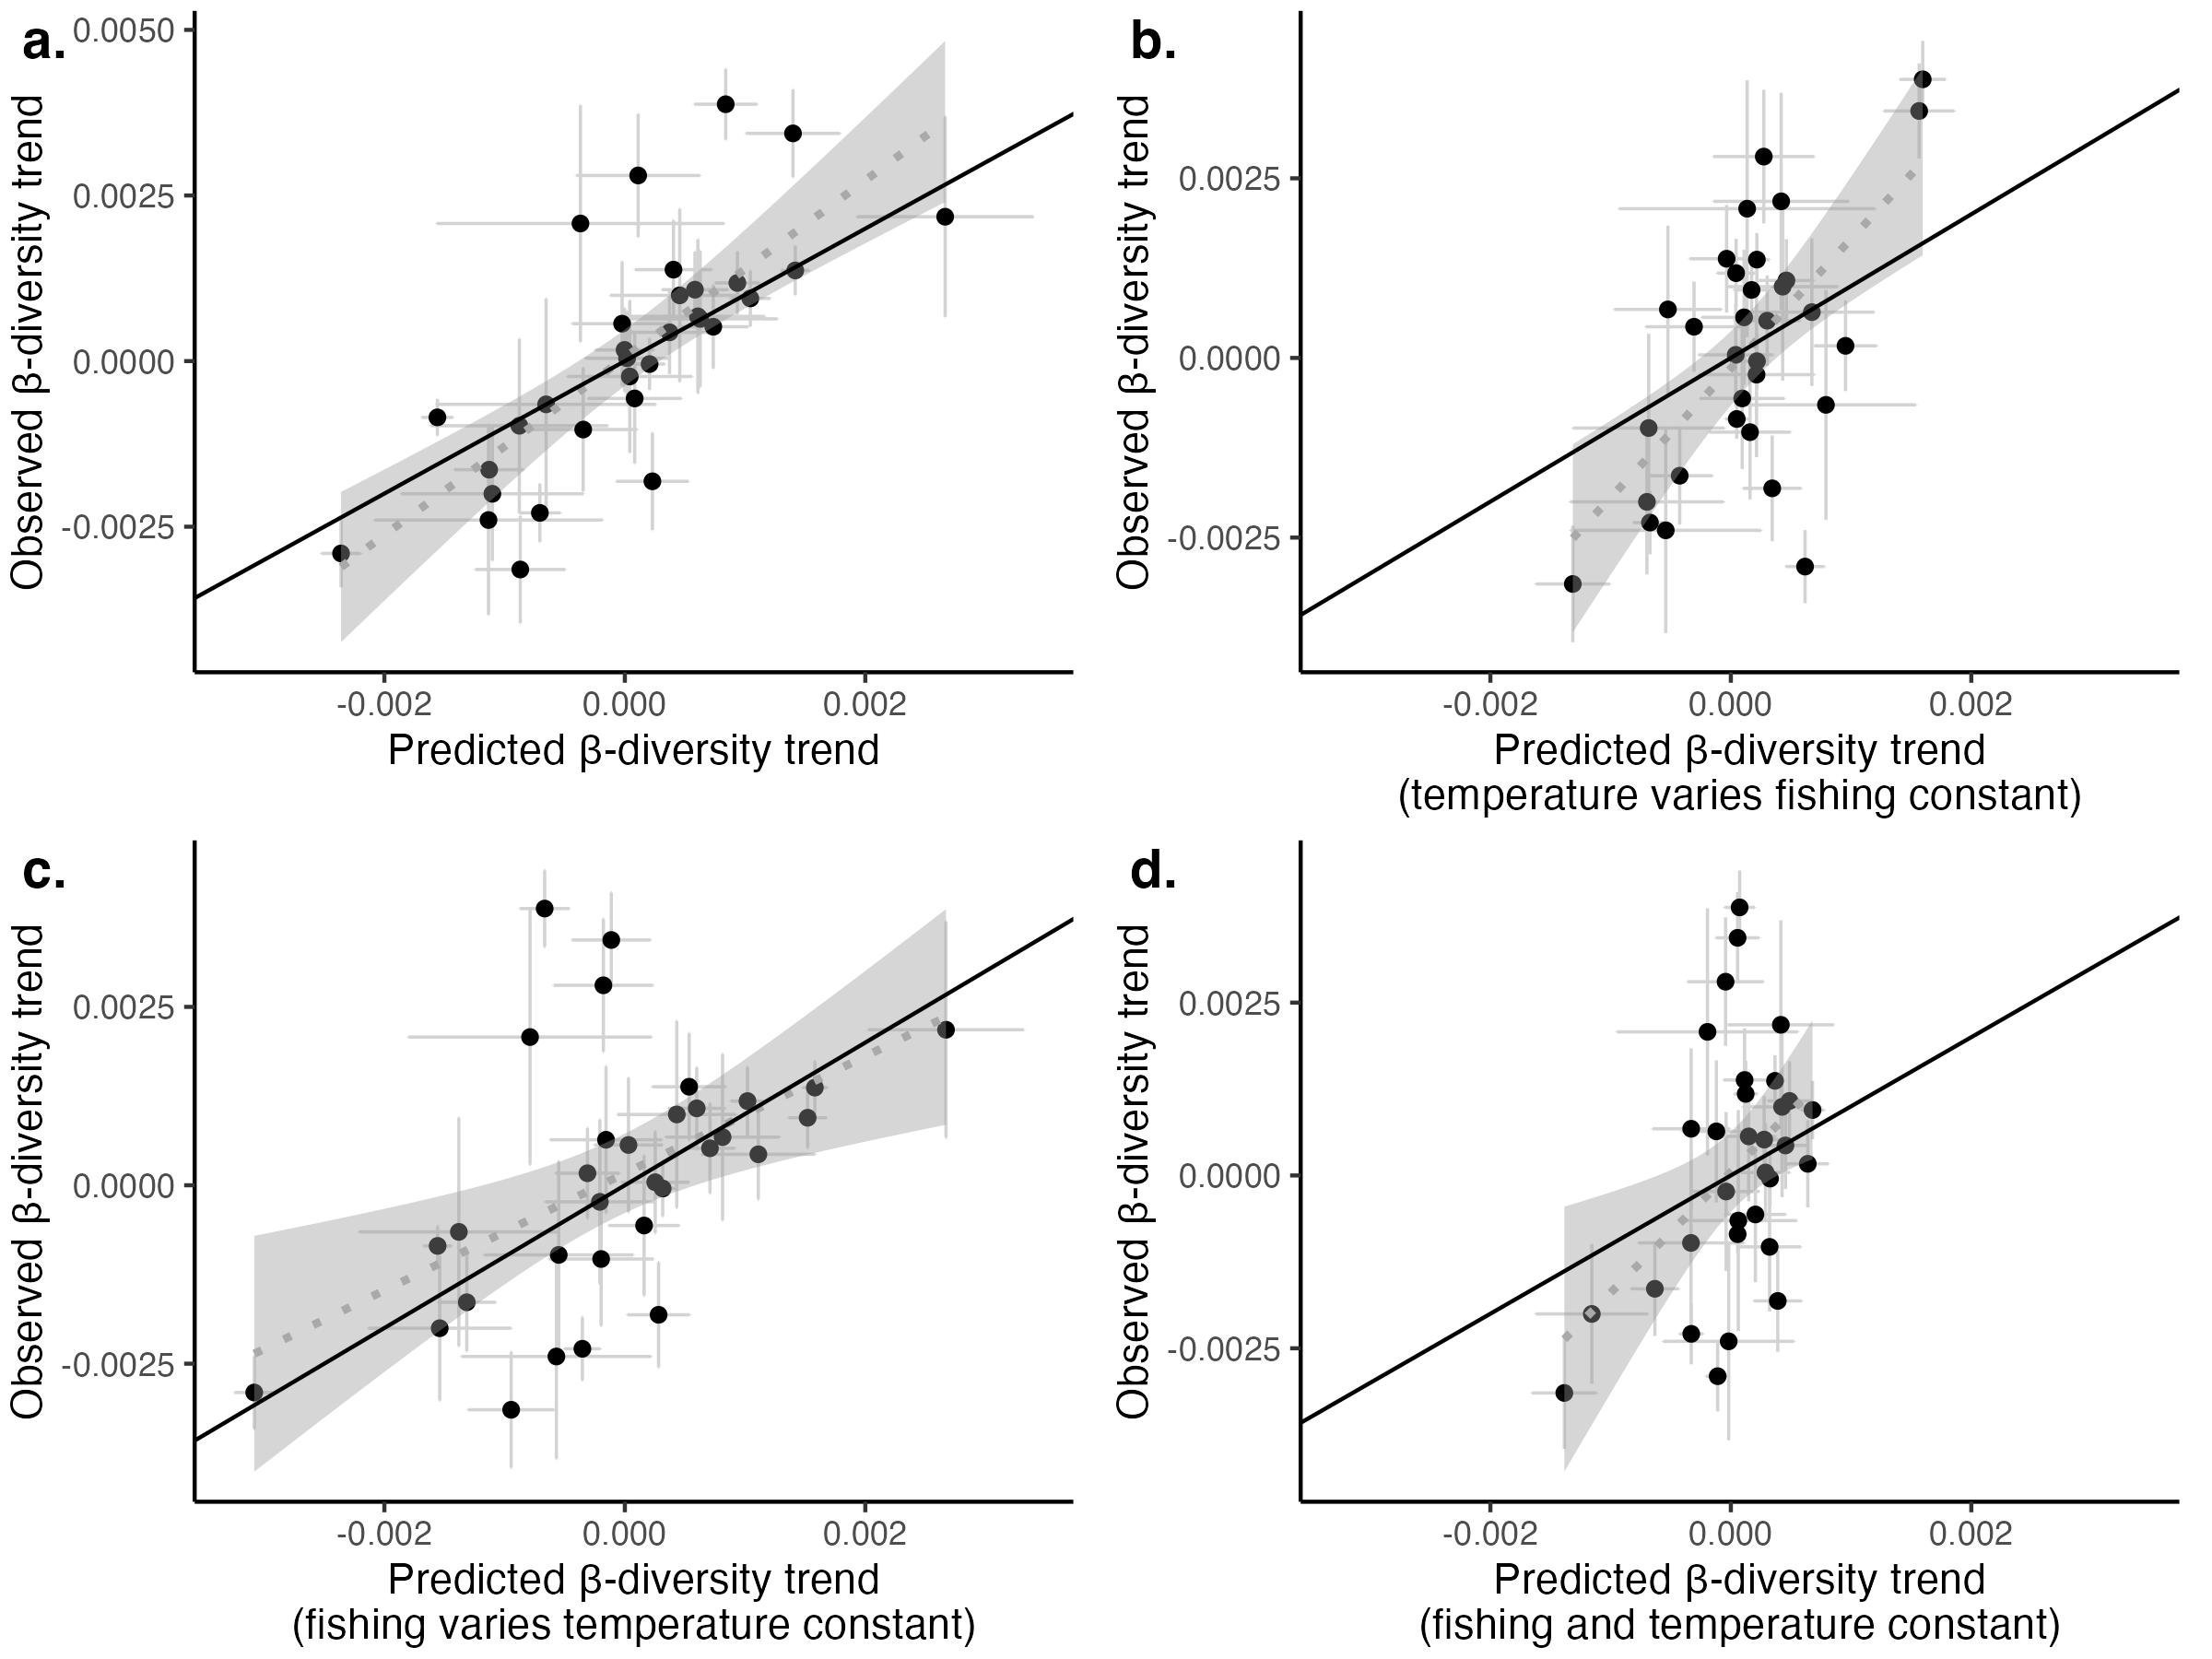 a.
0.0050
0.0025
0.0000
-0.0025
Observed β-diversity trend
-0.002 0.000 0.002
Predicted β-diversity trend
b.
0.0025
0.0000
-0.0025
Observed β-diversity trend
-0.002 0.000 0.002
Predicted β-diversity trend
(temperature varies fishing constant)
c.
0.0025
0.0000
-0.0025
Observed β-diversity trend
-0.002 0.000 0.002
Predicted β-diversity trend
(fishing varies temperature constant)
d.
0.0025
0.0000
-0.0025
Observed β-diversity trend
-0.002 0.000 0.002
Predicted β-diversity trend
(fishing and temperature constant)